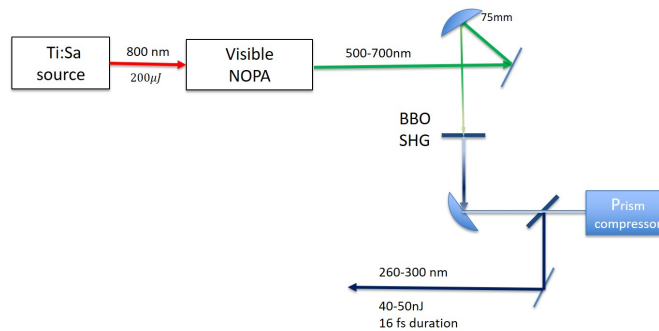 Ti:Sa
source
800 nm
200μJ
Visible
NOPA
500-700nm
75mm
BBO
SHG
Prism
compressor
260-300 nm
40-50nJ
16 fs duration